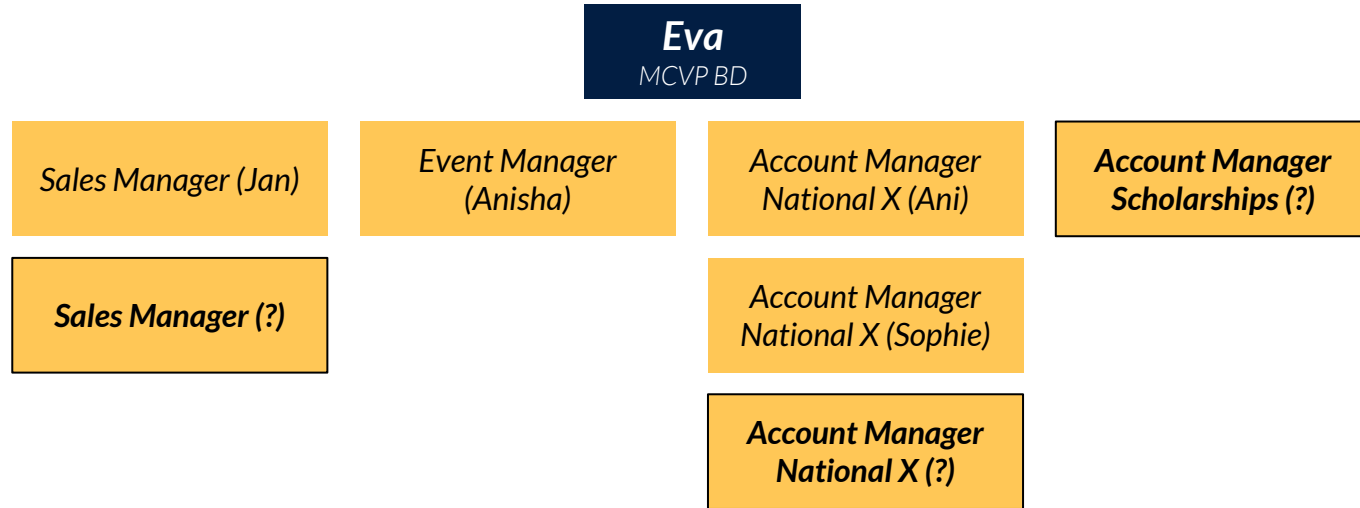 Eva
MCVP BD
Sales Manager (Jan)
Event Manager
(Anisha)
Account Manager
National X (Ani)
Account Manager
Scholarships (?)
Sales Manager (?)
Account Manager
National X (Sophie)
Account Manager
National X (?)